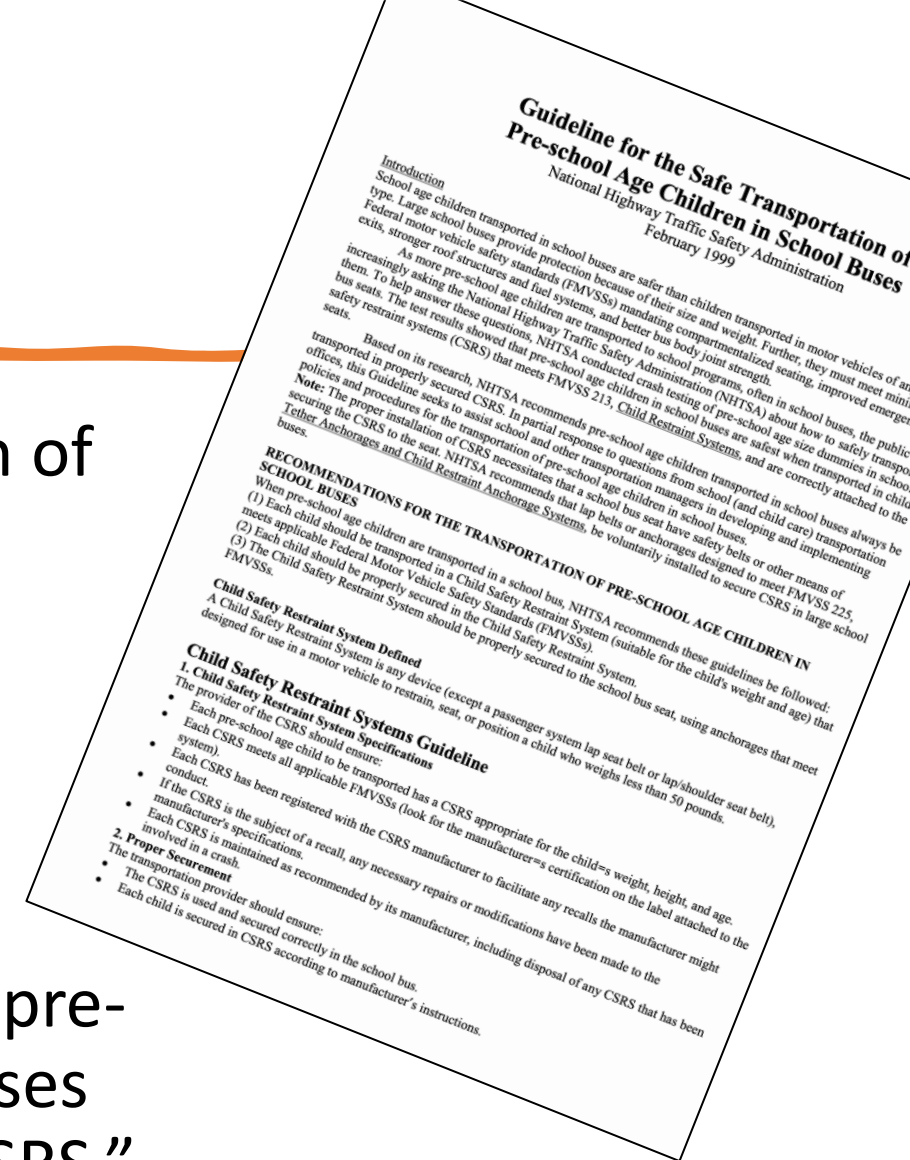 Guideline for the Safe Transportation of
Pre-school Age Children in School Buses
National Highway Traffic Safety Administration
February 1999
Introduction
School age children transported in school buses are safer than children transported in motor vehicles of an
type. Large school buses provide protection because of their size and weight. Further, they must meet mini
Federal motor vehicle safety standards (FMVSSs) mandating compartmentalized seating, improved emerger
exits, stronger roof structures and fuel systems, and better bus body joint strength.
As more pre-school age children are transported to school programs, often in school buses, the public
increasingly asking the National Highway Traffic Safety Administration (NHTSA) about how to safely transpo
them. To help answer these questions, NHTSA conducted crash testing of pre-school age size dummies in schoo
bus seats. The test results showed that pre-school age children in school buses are safest when transported in child
safety restraint systems (CSRS) that meets FMVSS 213, Child Restraint Systems, and are correctly attached to the
seats.
Based on its research, NHTSA recommends pre-school age children transported in school buses always be
transported in properly secured CSRS. In partial response to questions from school (and child care) transportation
offices, this Guideline seeks to assist school and other transportation managers in developing and implementing
policies and procedures for the transportation of pre-school age children in school buses.
Note: The proper installation of CSRS necessitates that a school bus seat have safety belts or other means of
securing the CSRS to the seat. NHTSA recommends that lap belts or anchorages designed to meet FMVSS 225,
Tether Anchorages and Child Restraint Anchorage Systems, be voluntarily installed to secure CSRS in large school
buses.
RECOMMENDATIONS FOR THE TRANSPORTATION OF PRE-SCHOOL AGE CHILDREN IN
SCHOOL BUSES
When pre-school age children are transported in a school bus, NHTSA recommends these guidelines be followed:
(1) Each child should be transported in a Child Safety Restraint System (suitable for the child's weight and age) that
meets applicable Federal Motor Vehicle Safety Standards (FMVSSs).
(2) Each child should be properly secured in the Child Safety Restraint System.
(3) The Child Safety Restraint System should be properly secured to the school bus seat, using anchorages that meet
FMVSSs.
Child Safety Restraint System Defined
A Child Safety Restraint System is any device (except a passenger system lap seat belt or lap/shoulder seat belt),
designed for use in a motor vehicle to restrain, seat, or position a child who weighs less than 50 pounds.
Child Safety Restraint Systems Guideline
1. Child Safety Restraint System Specifications
The provider of the CSRS should ensure:
• Each pre-school age child to be transported has a CSRS appropriate for the child=s weight, height, and age.
• Each CSRS meets all applicable FMVSSs (look for the manufacturer=s certification on the label attached to the
system).
• Each CSRS has been registered with the CSRS manufacturer to facilitate any recalls the manufacturer might
conduct.
• If the CSRS is the subject of a recall, any necessary repairs or modifications have been made to the
manufacturer's specifications.
• Each CSRS is maintained as recommended by its manufacturer, including disposal of any CSRS that has been
involved in a crash.
2. Proper Securement
The transportation provider should ensure:
• The CSRS is used and secured correctly in the school bus.
• Each child is secured in CSRS according to manufacturer's instructions.
n of
pre-
ses
SRS.”